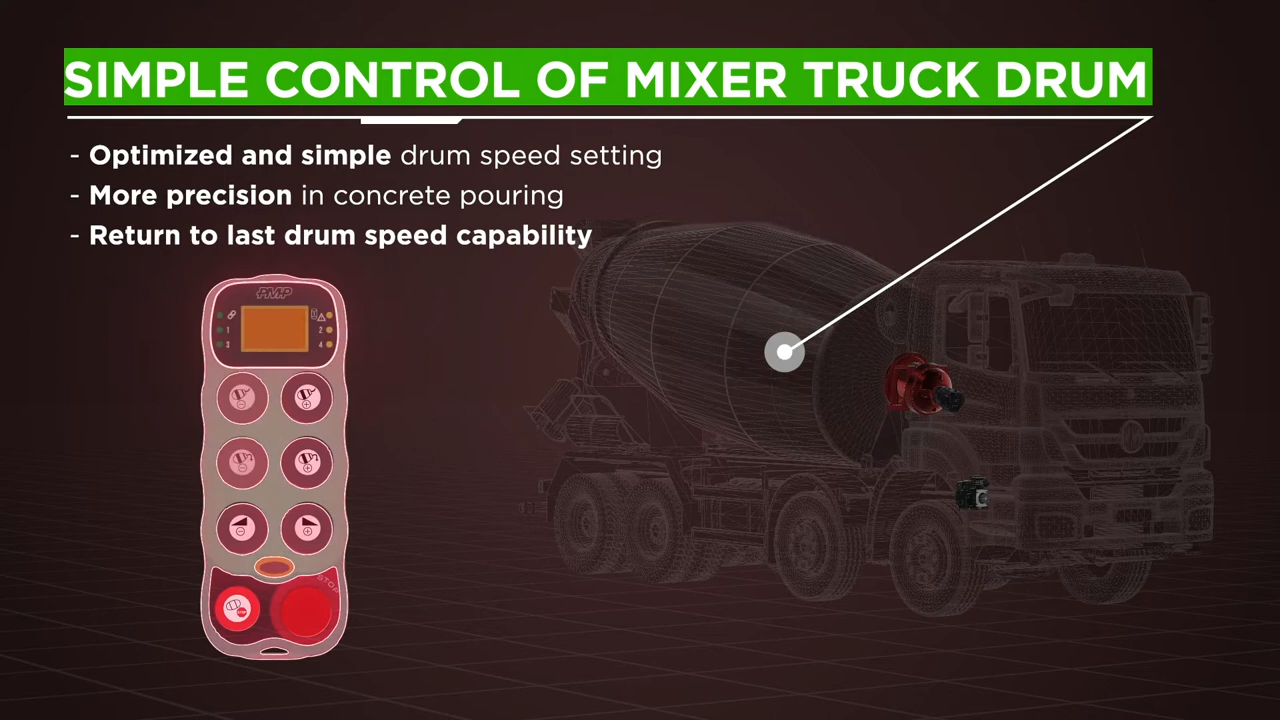 SIMPLE CONTROL OF MIXER TRUCK DRUM
- Optimized and simple drum speed setting
- More precision in concrete pouring
- Return to last drum speed capability
PMP
1 2
3 4
STOP